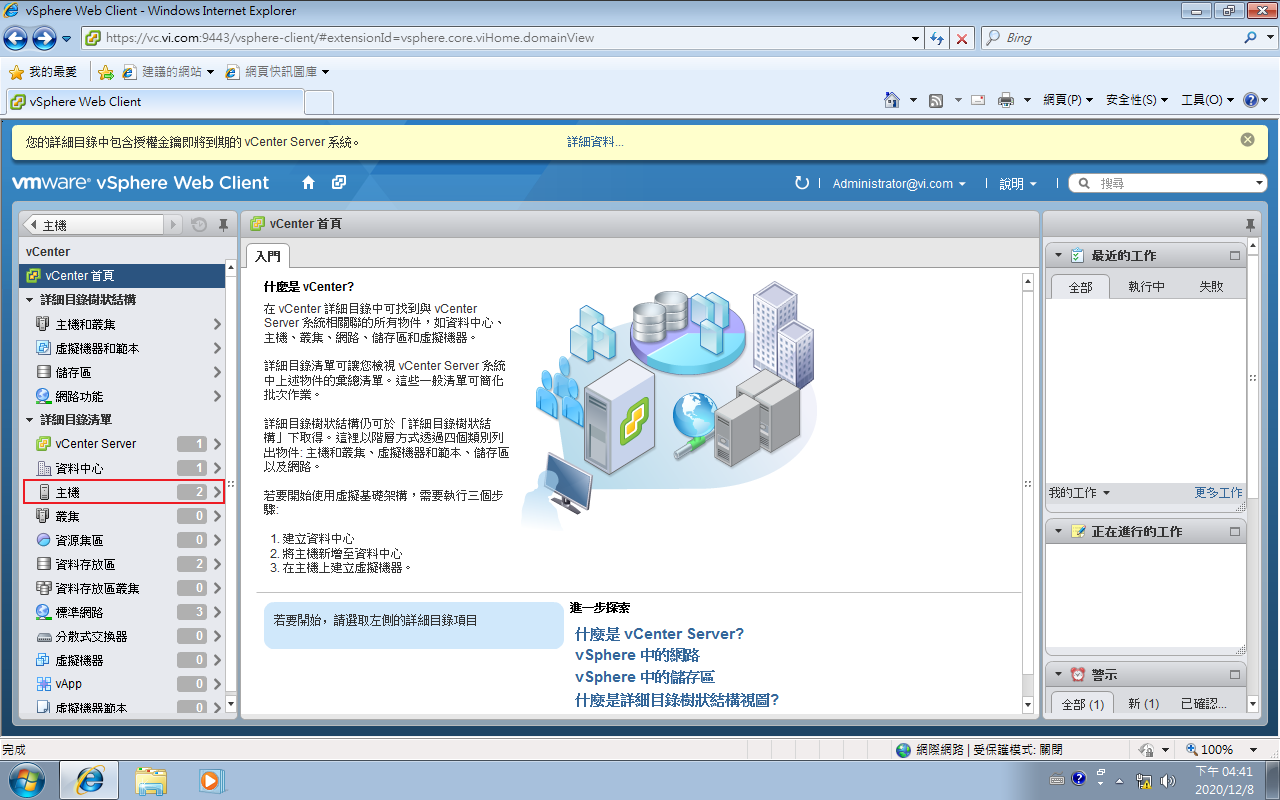 vSphere Web Client - Windows Internet Explorer
https://vc.vi.com:9443/vsphere-client/#extensionId=vsphere.core.viHome.domainView
Bing
我的最愛
建議的網站
網頁快訊圖庫
vSphere Web Client
網頁(P)
安全性(S)
工具(O)
您的詳細目錄中包含授權金鑰即將到期的 vCenter Server 系統。
詳細資料...
vmware® vSphere Web Client
Administrator@vi.com
說明
搜尋
主機
vCenter
vCenter 首頁
詳細目錄樹狀結構
主機和叢集
虛擬機器和範本
儲存區
網路功能
詳細目錄清單
vCenter Server 1
資料中心 1
主機 2
叢集 0
資源集區 0
資料存放區 2
資料存放區叢集 0
標準網路 3
分散式交換器 0
虛擬機器 0
vApp 0
虛擬機器範本 0
vCenter 首頁
入門
什麼是 vCenter?
在 vCenter 詳細目錄中可找到與 vCenter
Server 系統相關聯的所有物件，如資料中心、
主機、叢集、網路、儲存區和虛擬機器。
詳細目錄清單可讓您檢視 vCenter Server 系統
中上述物件的彙總清單。這些一般清單可簡化
批次作業。
詳細目錄樹狀結構仍可於「詳細目錄樹狀結
構」下取得。這裡以階層方式透過四個類別列
出物件: 主機和叢集、虛擬機器和範本、儲存區
以及網路。
若要開始使用虛擬基礎架構，需要執行三個步
驟:
1. 建立資料中心
2. 將主機新增至資料中心
3. 在主機上建立虛擬機器。
若要開始，請選取左側的詳細目錄項目
進一步探索
什麼是 vCenter Server?
vSphere 中的網路
vSphere 中的儲存區
什麼是詳細目錄樹狀結構視圖?
最近的工作
全部
執行中
失敗
我的工作
更多工作
正在進行的工作
警示
全部 (1)
新 (1)
已確認...
完成
網際網路 | 受保護模式: 關閉
100%
下午 04:41
2020/12/8